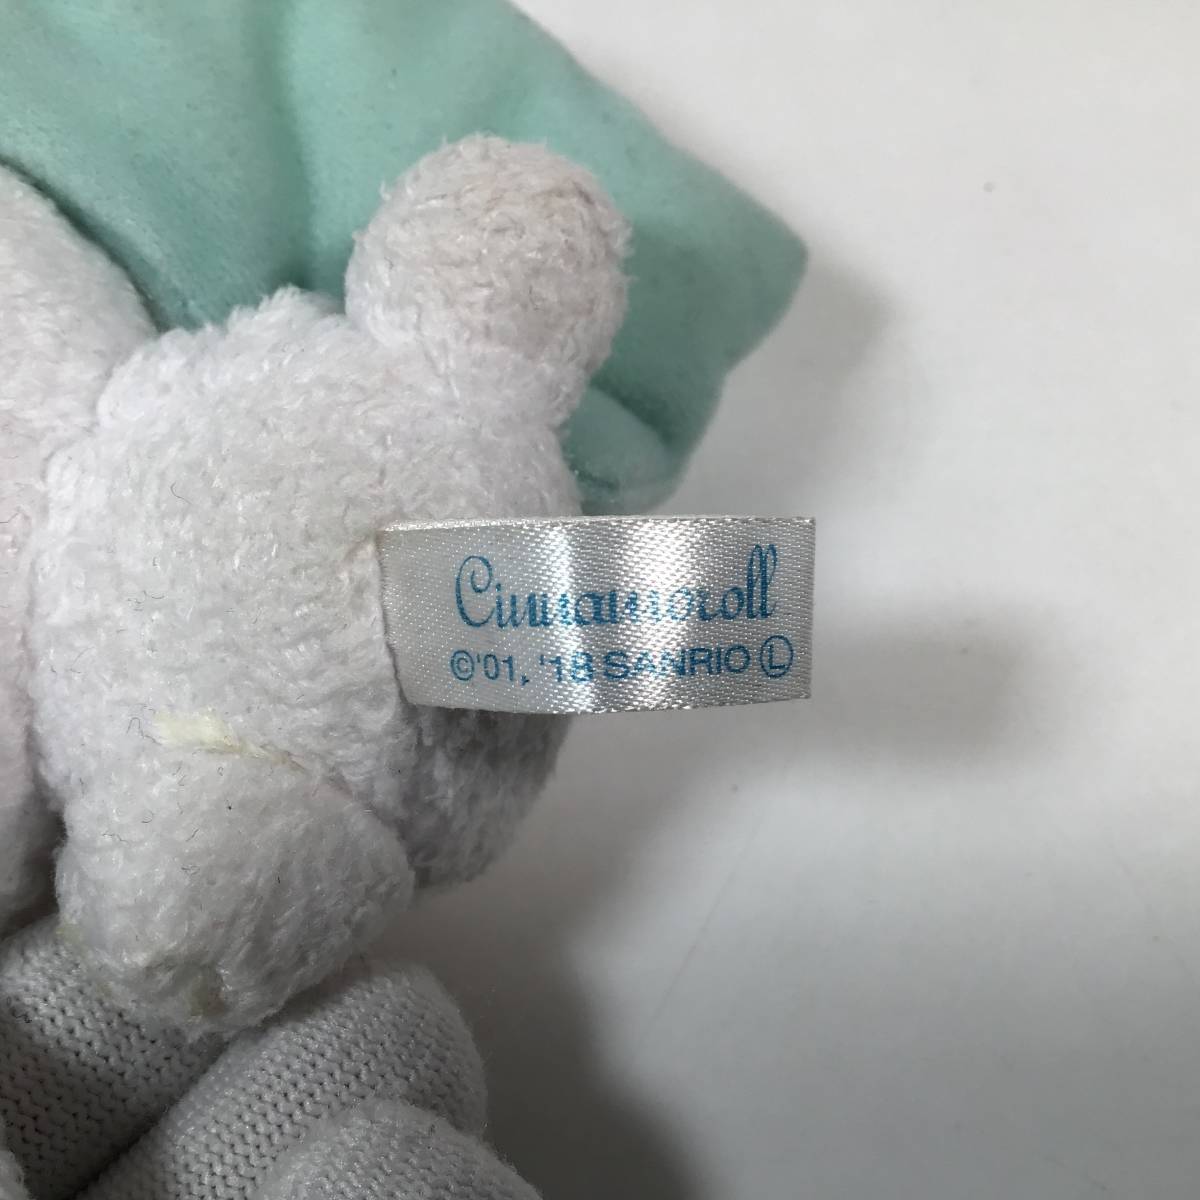 Cinnamoroll
©'01, '18 SANRIO Ⓛ